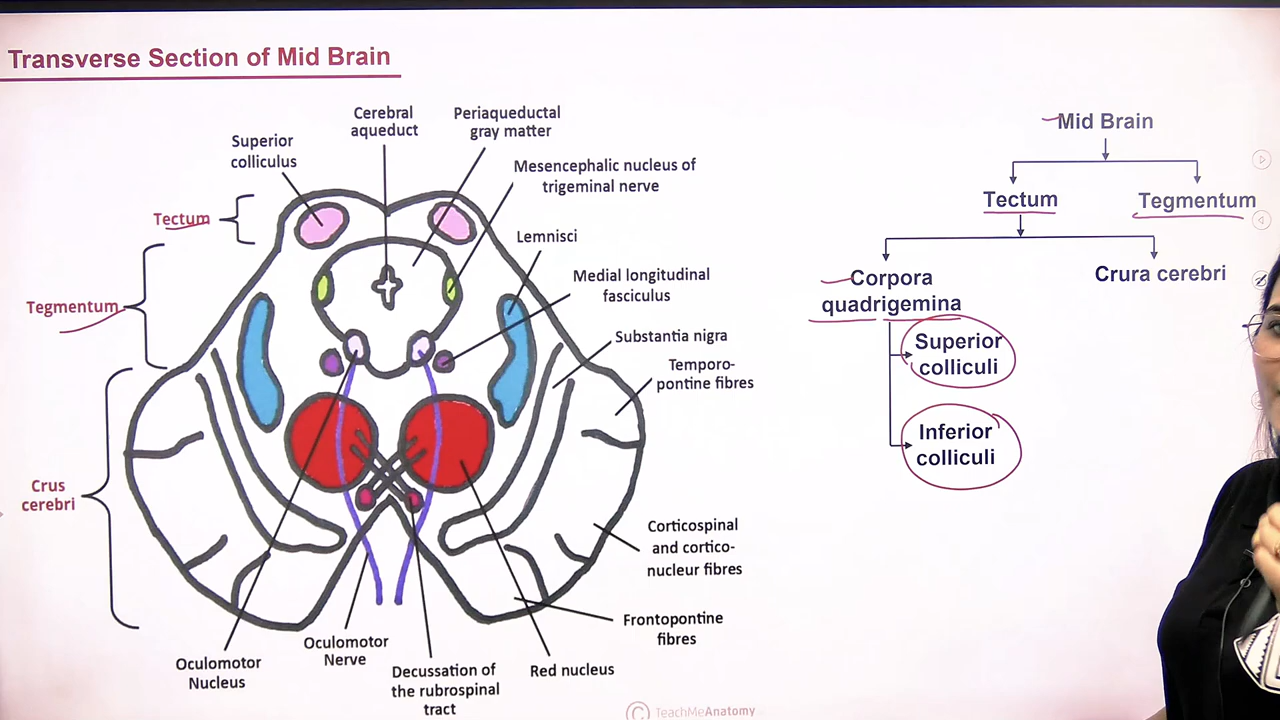 Transverse Section of Mid Brain
Cerebral
aqueduct
Periaqueductal
gray matter
Superior
colliculus
Mesencephalic nucleus of
trigeminal nerve
Tectum
Lemnisci
Medial longitudinal
fasciculus
Tegmentum
Substantia nigra
Temporo-
pontine fibres
Crus
cerebri
Corticospinal
and cortico-
nucleur fibres
Frontopontine
fibres
Oculomotor
Nerve
Oculomotor
Nucleus
Decussation of
the rubrospinal
tract
Red nucleus
© TeachMeAnatomy
Mid Brain
Tectum
Tegmentum
Corpora
quadrigemina
Crura cerebri
Superior
colliculi
Inferior
colliculi